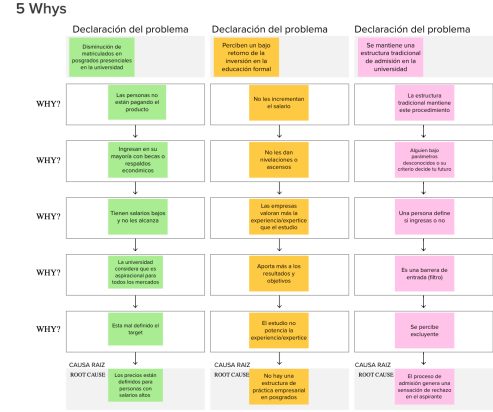 5 Whys
Declaración del problema
Declaración del problema
Declaración del problema
Disminución de
matriculados en
posgrados presenciales
en la universidad
Perciben un bajo
retorno de la
inversión en la
educación formal
Se mantiene una
estructura tradicional
de admisión en la
universidad
WHY?
Las personas no
están pagando el
producto
No les incrementan
el salario
La estructura
tradicional mantiene
este procedimiento
WHY?
Ingresan en su
mayoría con becas o
respaldos
económicos
No les dan
nivelaciones o
ascensos
Alguien bajo
parámetros
desconocidos o su
criterio decide tu futuro
WHY?
Tienen salarios bajos
y no les alcanza
Las empresas
valoran más la
experiencia/expertice
que el estudio
Una persona define
si ingresas o no
WHY?
La universidad
considera que es
aspiracional para
todos los mercados
Aporte más a los
resultados y
objetivos
Es una barrera de
entrada (filtro)
WHY?
Esta mal definido el
target
El estudio no
potencia la
experiencia/expertice
Se percibe
excluyente
CAUSA RAIZ
ROOT CAUSE
Los precios están
definidos para
personas con
salarios altos
CAUSA RAIZ
ROOT CAUSE
No hay una
estructura de
práctica empresarial
en posgrados
CAUSA RAIZ
ROOT CAUSE
El proceso de
admisión genera una
sensación de rechazo
en el aspirante